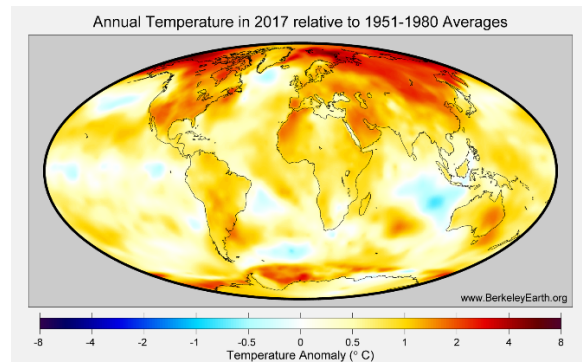 Annual Temperature in 2017 relative to 1951-1980 Averages
www.BerkeleyEarth.org
-8 -4 -2 -1 -0.5 0 0.5 1 2 4 8
Temperature Anomaly (° C)